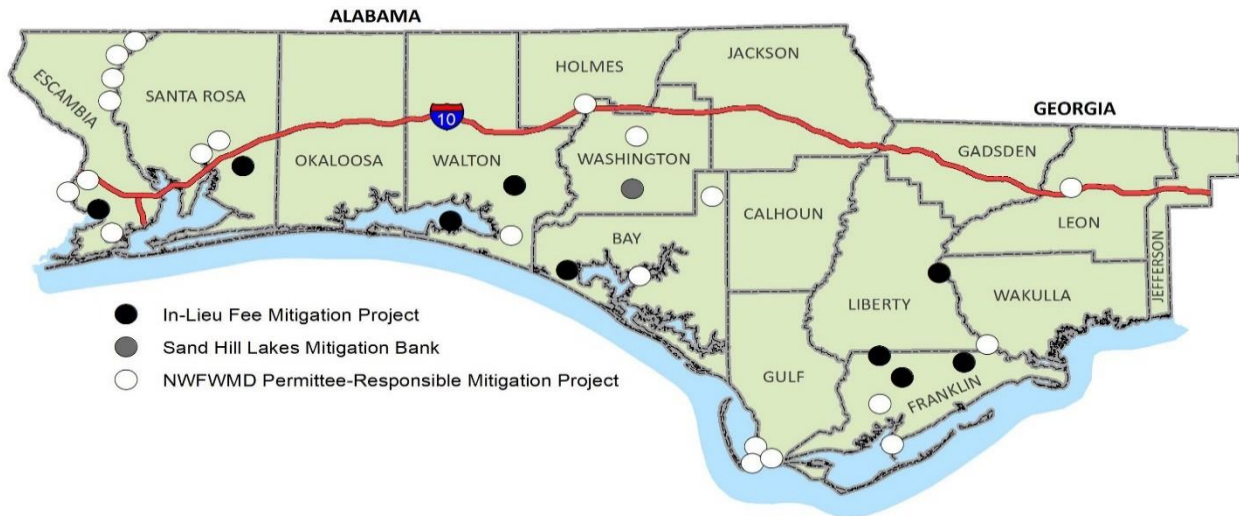 ALABAMA
JACKSON
HOLMES
ESCAMBIA
SANTA ROSA
GEORGIA
10
GADSDEN
OKALOOSA
WALTON
WASHINGTON
LEON
CALHOUN
BAY
JEFFERSON
LIBERTY
WAKULLA
In-Lieu Fee Mitigation Project
Sand Hill Lakes Mitigation Bank
NWFWMD Permittee-Responsible Mitigation Project
GULF
FRANKLIN